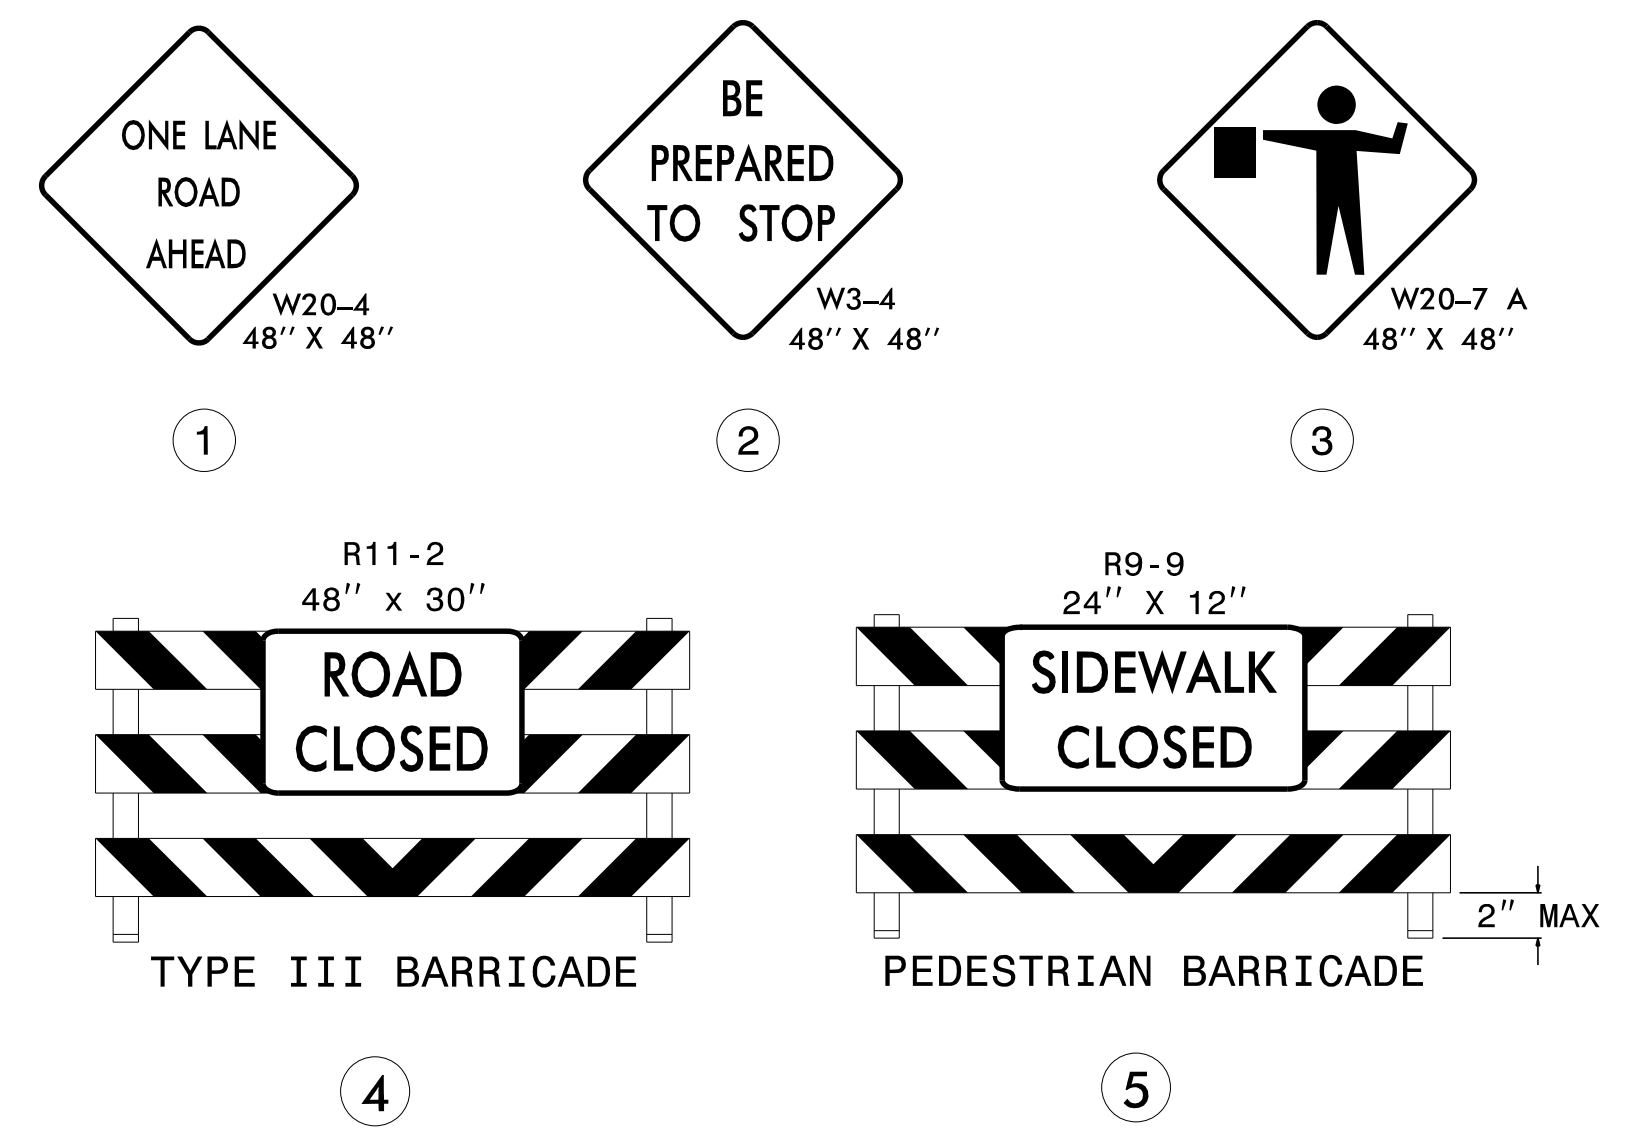 ONE LANE
ROAD
AHEAD
W20-4
48" X 48"
1
BE
PREPARED
TO STOP
W3-4
48" X 48"
2
W20-7 A
48" X 48"
3
R11-2
48" x 30"
ROAD
CLOSED
TYPE III BARRICADE
4
R9-9
24" X 12"
SIDEWALK
CLOSED
2" MAX
PEDESTRIAN BARRICADE
5